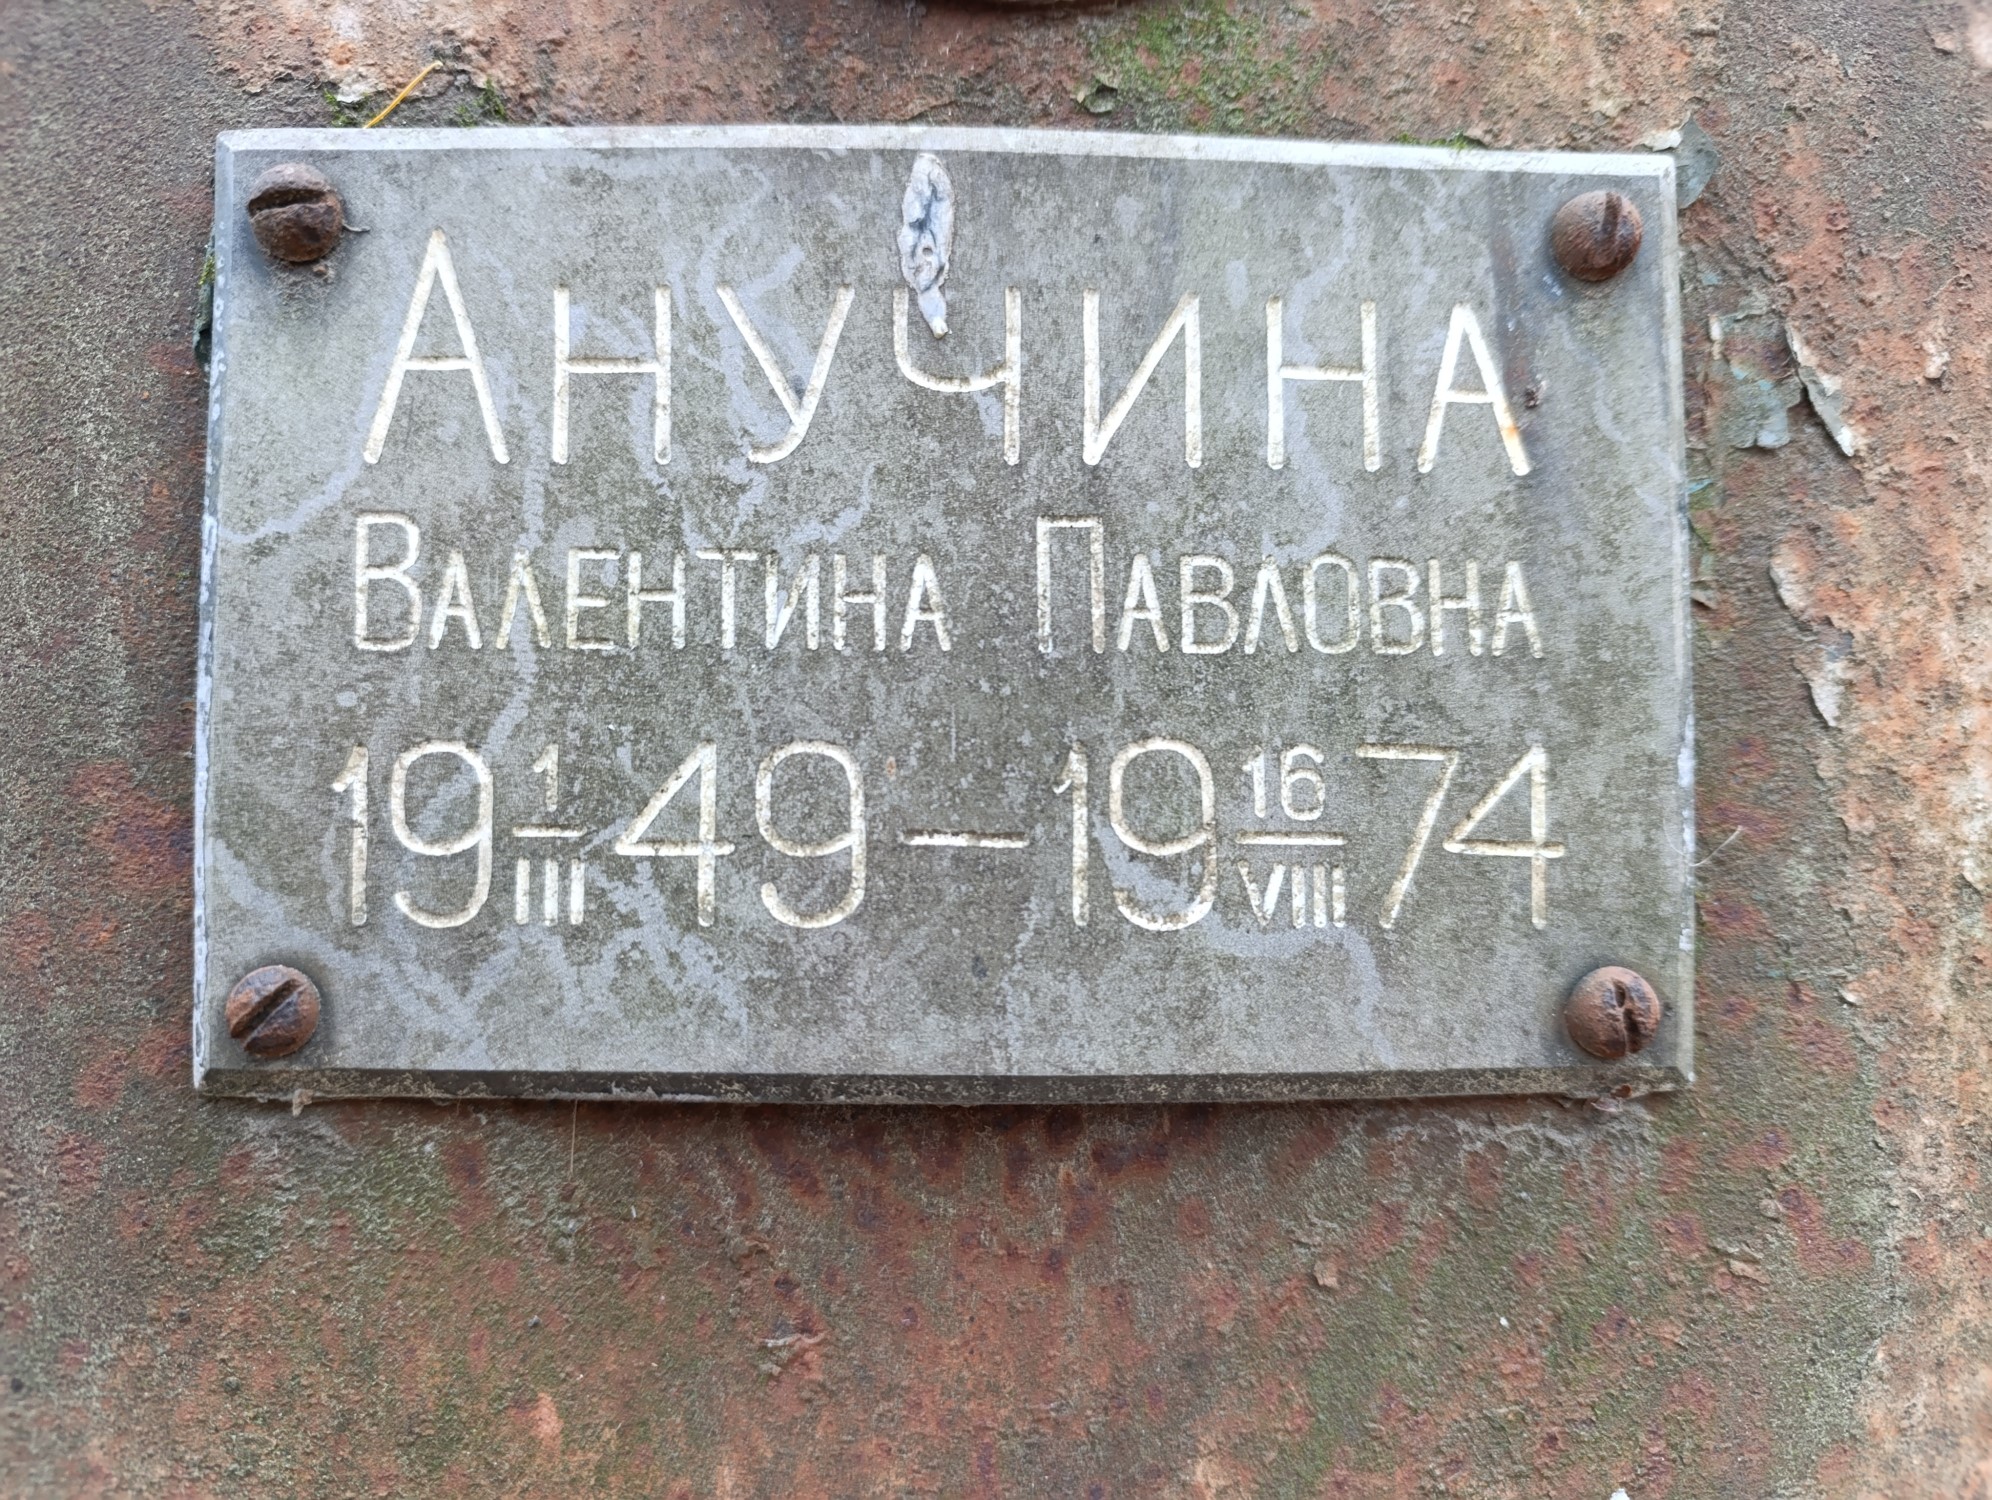 Анучина
Валентина Павловна
19 1/III 49 — 19 16/VIII 74